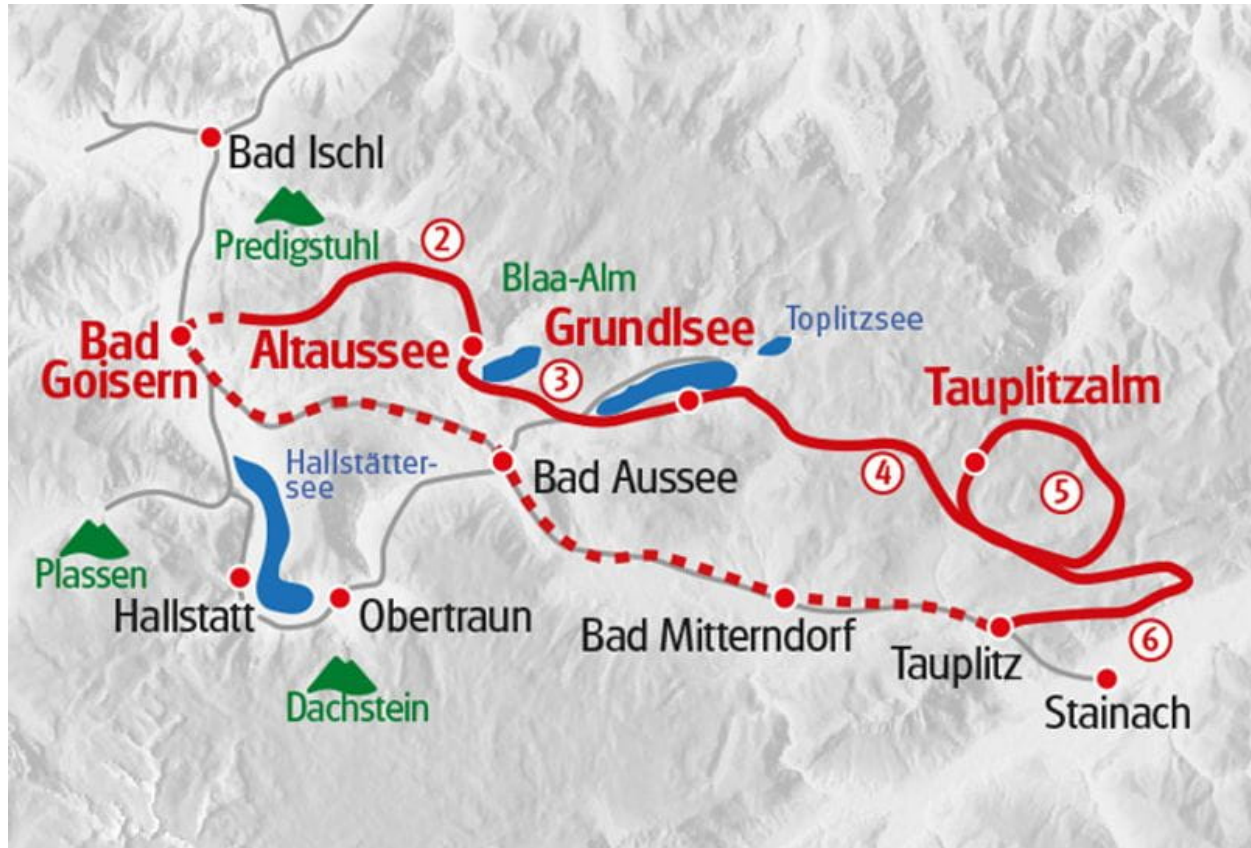 Bad Ischl
Predigstuhl
2
Blaa-Alm
Bad
Goisern
Altaussee
Grundlsee
Toplitzsee
3
Tauplitzalm
Hallstätter-
see
Bad Aussee
4
5
Plassen
Hallstatt
Obertraun
Bad Mitterndorf
Tauplitz
6
Dachstein
Stainach